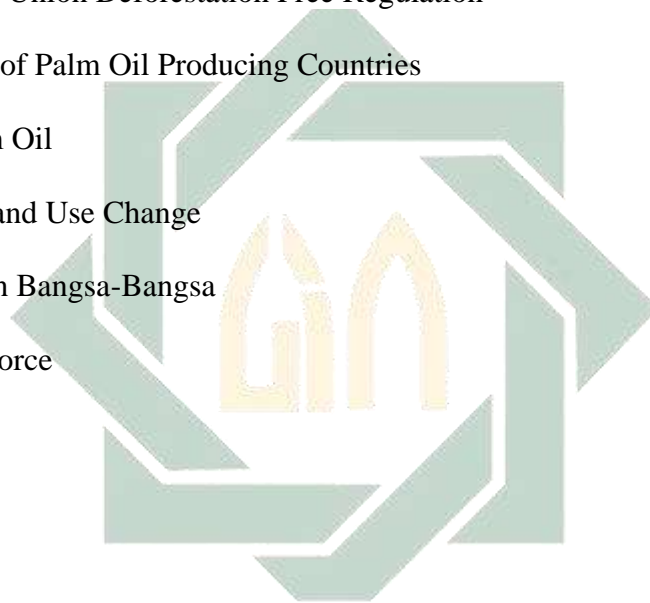 Union Deforestation Free Regulation
of Palm Oil Producing Countries
Oil
and Use Change
Bangsa-Bangsa
orce